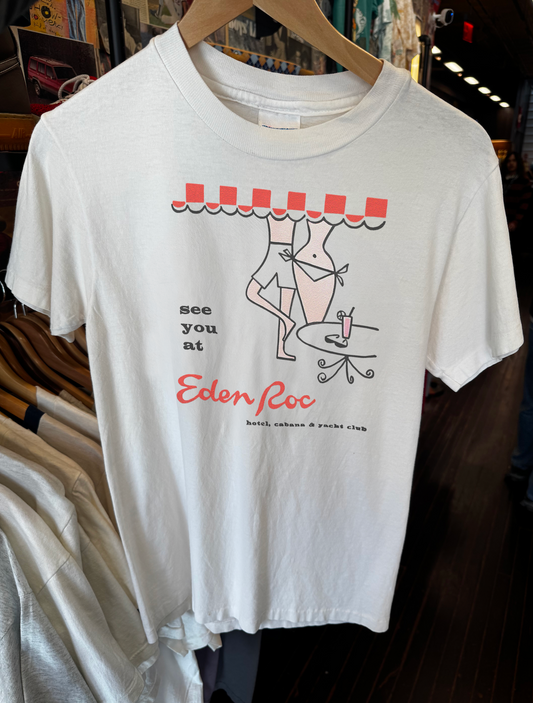 see
you
at
Eden Roc
hotel, cabana & yacht club